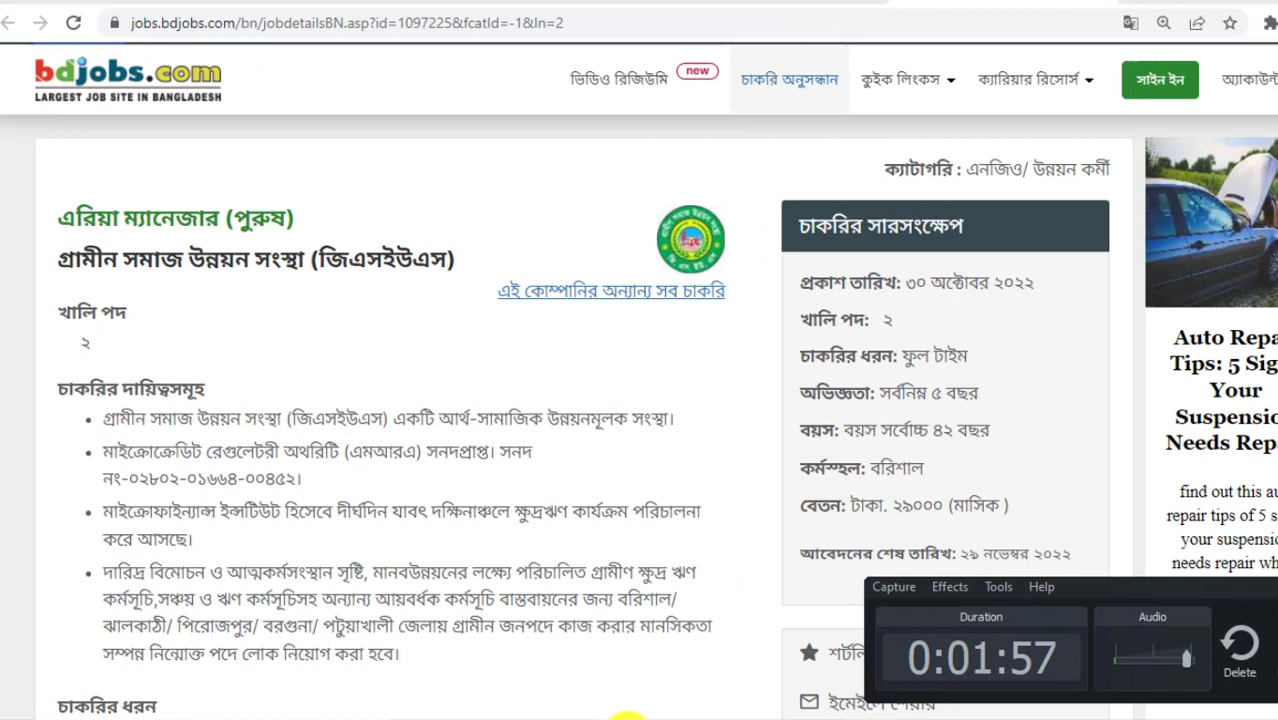 jobs.bdjobs.com/bn/jobdetailsBN.asp?id=1097225&fcatId=-1&ln=2
bdjobs.com
LARGEST JOB SITE IN BANGLADESH
ভিডিও রিজিউমি new চাকরি অনুসন্ধান কুইক লিংকস ক্যারিয়ার রিসোর্স সাইন ইন অ্যাকাউন্ট
ক্যাটাগরি : এনজিও/ উন্নয়ন কর্মী
এরিয়া ম্যানেজার (পুরুষ)
গ্রামীন সমাজ উন্নয়ন সংস্থা (জিএসইউএস)
এই কোম্পানির অন্যান্য সব চাকরি
খালি পদ
২
চাকরির দায়িত্বসমূহ
গ্রামীন সমাজ উন্নয়ন সংস্থা (জিএসইউএস) একটি আর্থ-সামাজিক উন্নয়নমূলক সংস্থা।
মাইক্রোক্রেডিট রেগুলেটরী অথরিটি (এমআরএ) সনদপ্রাপ্ত। সনদ
নং-০২৮০২-০১৬৬৪-০০৪৫২।
মাইক্রোফাইন্যান্স ইন্সটিউট হিসেবে দীর্ঘদিন যাবৎ দক্ষিনাঞ্চলে ক্ষুদ্রঋণ কার্যক্রম পরিচালনা
করে আসছে।
দারিদ্র বিমোচন ও আত্মকর্মসংস্থান সৃষ্টি, মানবউন্নয়নের লক্ষ্যে পরিচালিত গ্রামীণ ক্ষুদ্র ঋণ
কর্মসূচি,সঞ্চয় ও ঋণ কর্মসূচিসহ অন্যান্য আয়বর্ধক কর্মসূচি বাস্তবায়নের জন্য বরিশাল/
ঝালকাঠী/ পিরোজপুর/ বরগুনা/ পটুয়াখালী জেলায় গ্রামীন জনপদে কাজ করার মানসিকতা
সম্পন্ন নিম্মোক্ত পদে লোক নিয়োগ করা হবে।
চাকরির ধরন
চাকরির সারসংক্ষেপ
প্রকাশ তারিখ: ৩০ অক্টোবর ২০২২
খালি পদ: ২
চাকরির ধরন: ফুল টাইম
অভিজ্ঞতা: সর্বনিম্ন ৫ বছর
বয়স: বয়স সর্বোচ্চ ৪২ বছর
কর্মস্হল: বরিশাল
বেতন: টাকা. ২৯০০০ (মাসিক )
আবেদনের শেষ তারিখ: ২৯ নভেম্বর ২০২২
ইমেইলে শেয়ার
Auto Repa
Tips: 5 Sig
Your
Suspensio
Needs Repa
find out this au
repair tips of 5 s
your suspensio
needs repair wh
Capture Effects Tools Help
Duration Audio
0:01:57
Delete